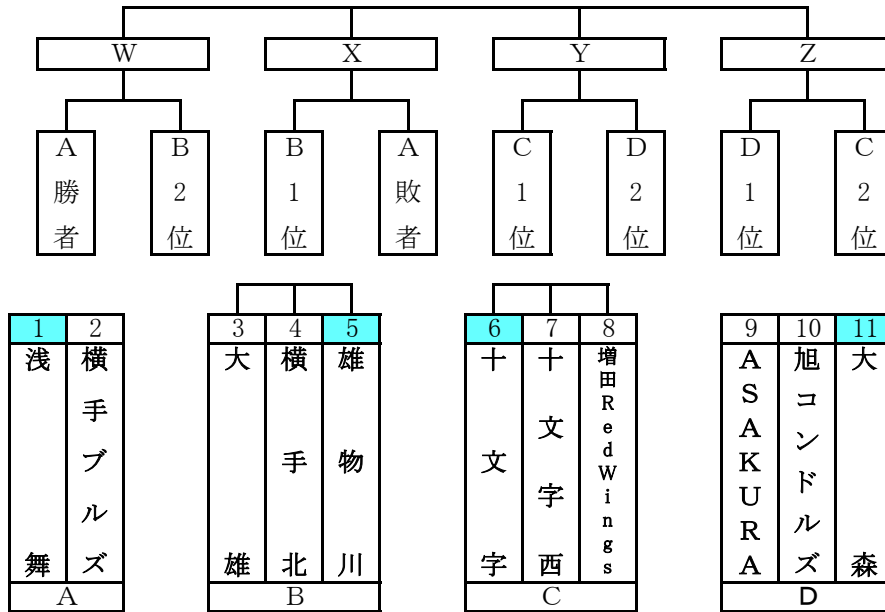 W X Y Z
A勝者 B2位 B1位 A敗者 C1位 D2位 D1位 C2位
1 2 3 4 5 6 7 8 9 10 11
浅舞
横手ブルズ
大雄
横手北
雄物川
十文字
十文字西
増田RedWings
ASAKURA
旭コンドルズ
大森
A B C D